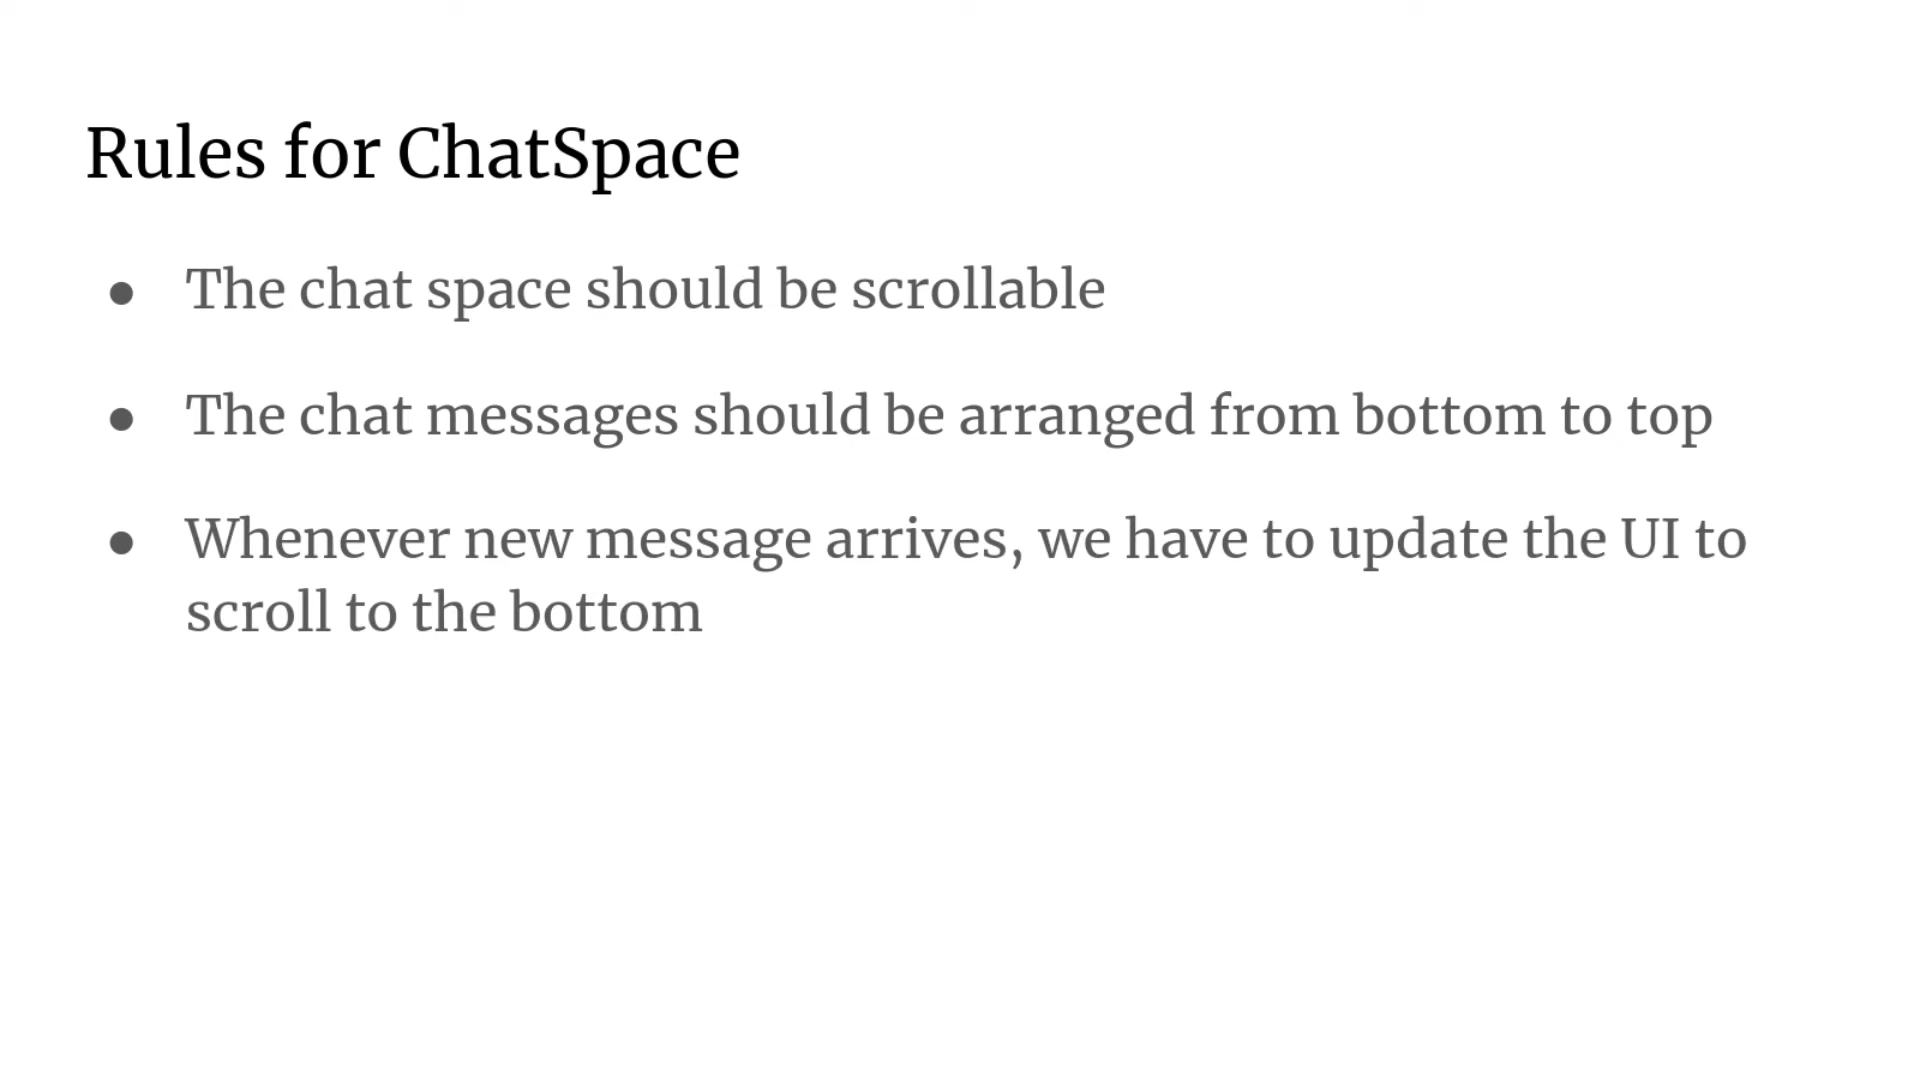 Rules for ChatSpace
● The chat space should be scrollable
● The chat messages should be arranged from bottom to top
● Whenever new message arrives, we have to update the UI to
scroll to the bottom